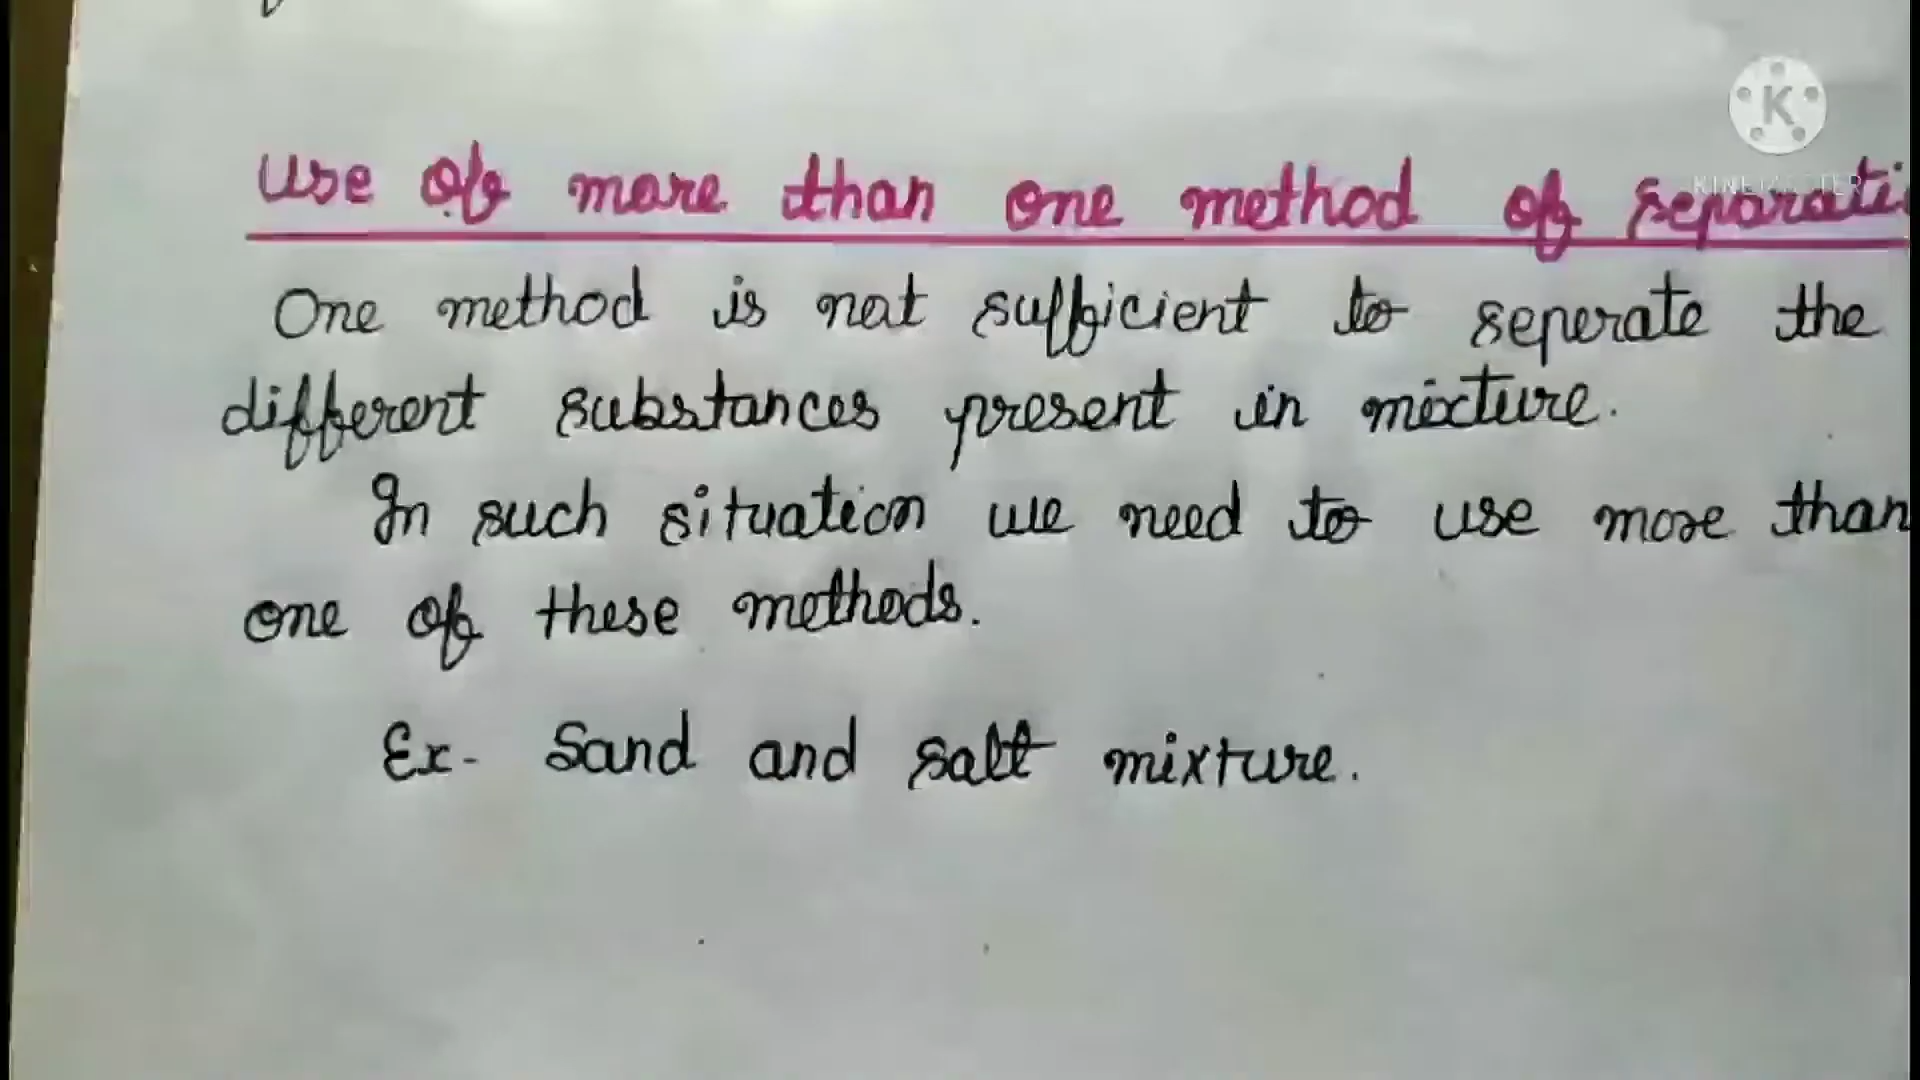 Use of more than one method of separati
One method is not sufficient to seperate the
different substances present in mixture.
In such situation we need to use more than
one of these methods.
Ex- Sand and salt mixture.
K
KINEMASTER